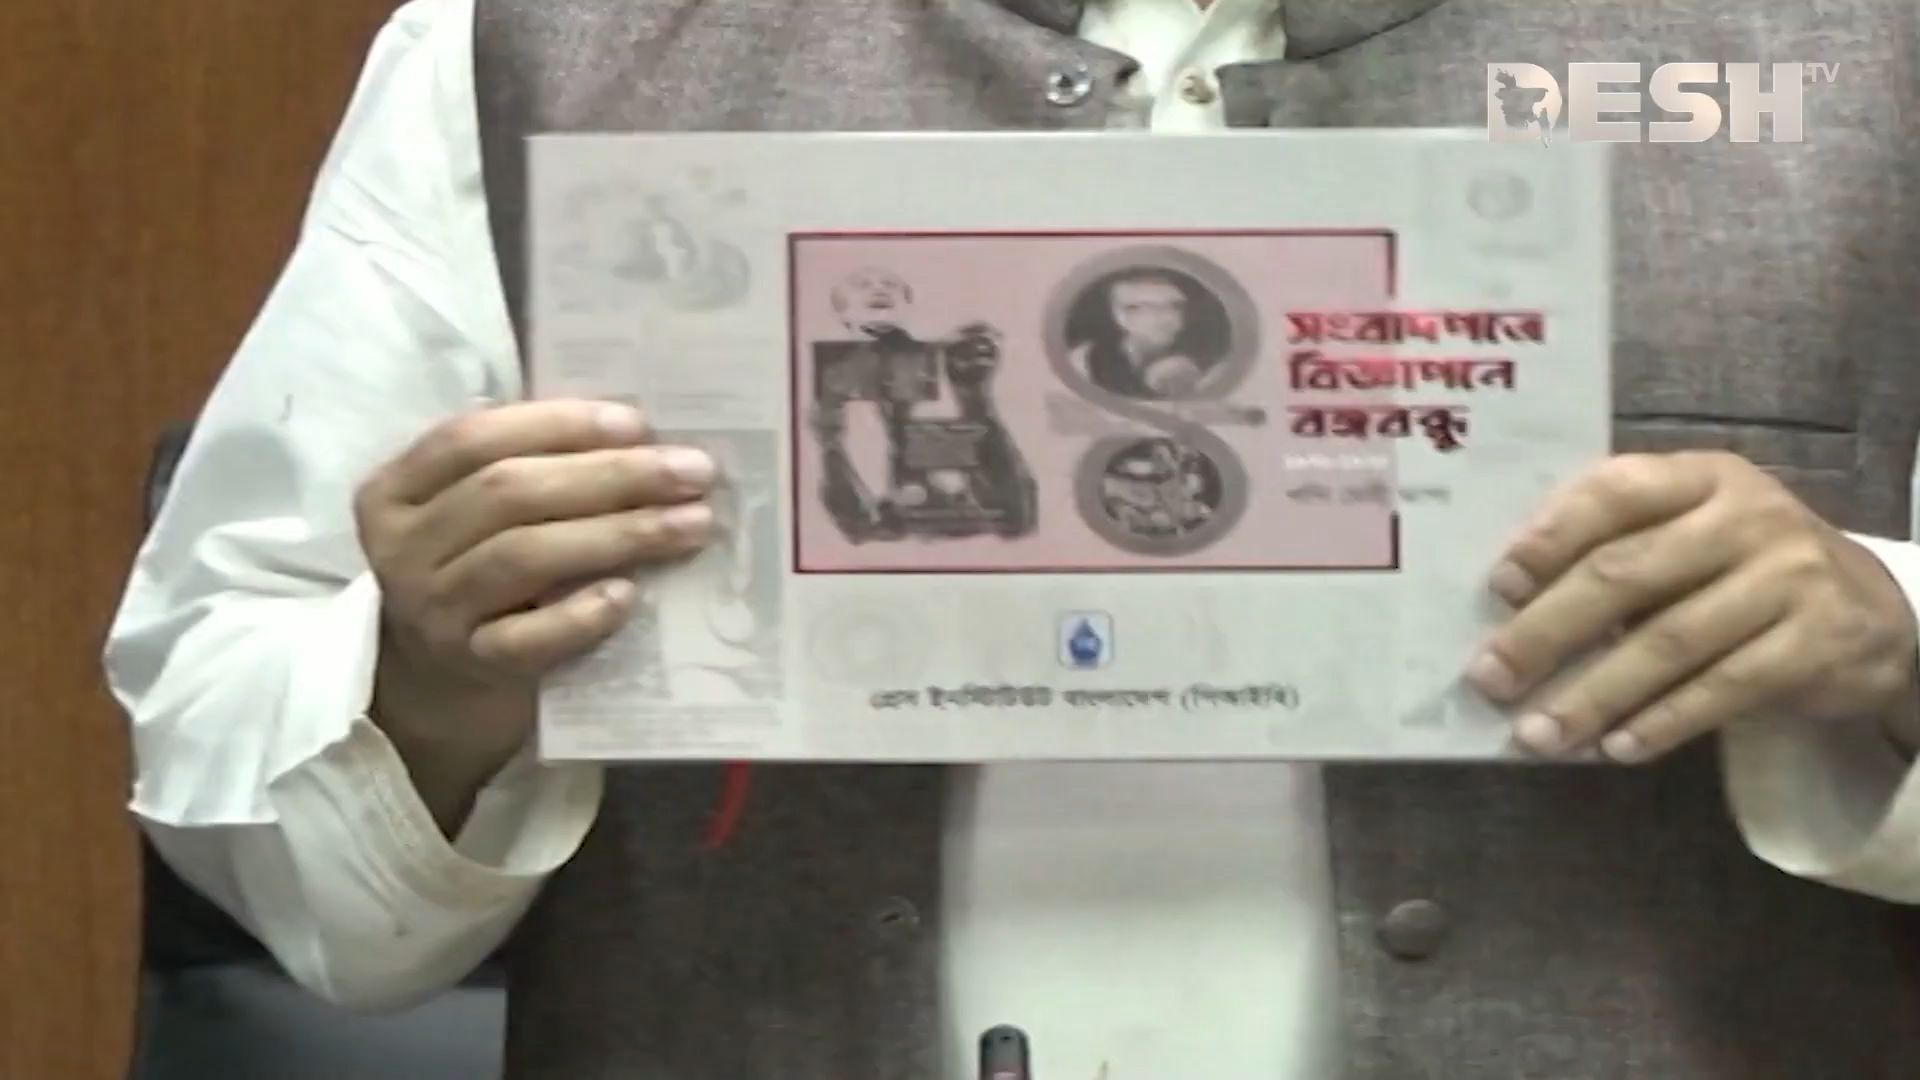 DESH TV
সংবাদপত্রে
বিজ্ঞাপনে
বঙ্গবন্ধু
প্রেস ইনস্টিটিউট বাংলাদেশ (পিআইবি)